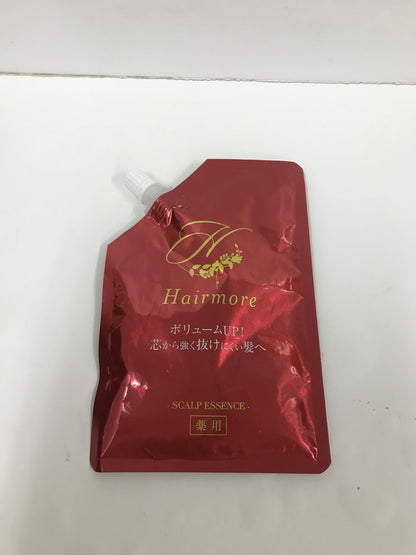 H
Hairmore
ボリュームUP!
芯から強く抜けにくい髪へ
- SCALP ESSENCE -
薬用